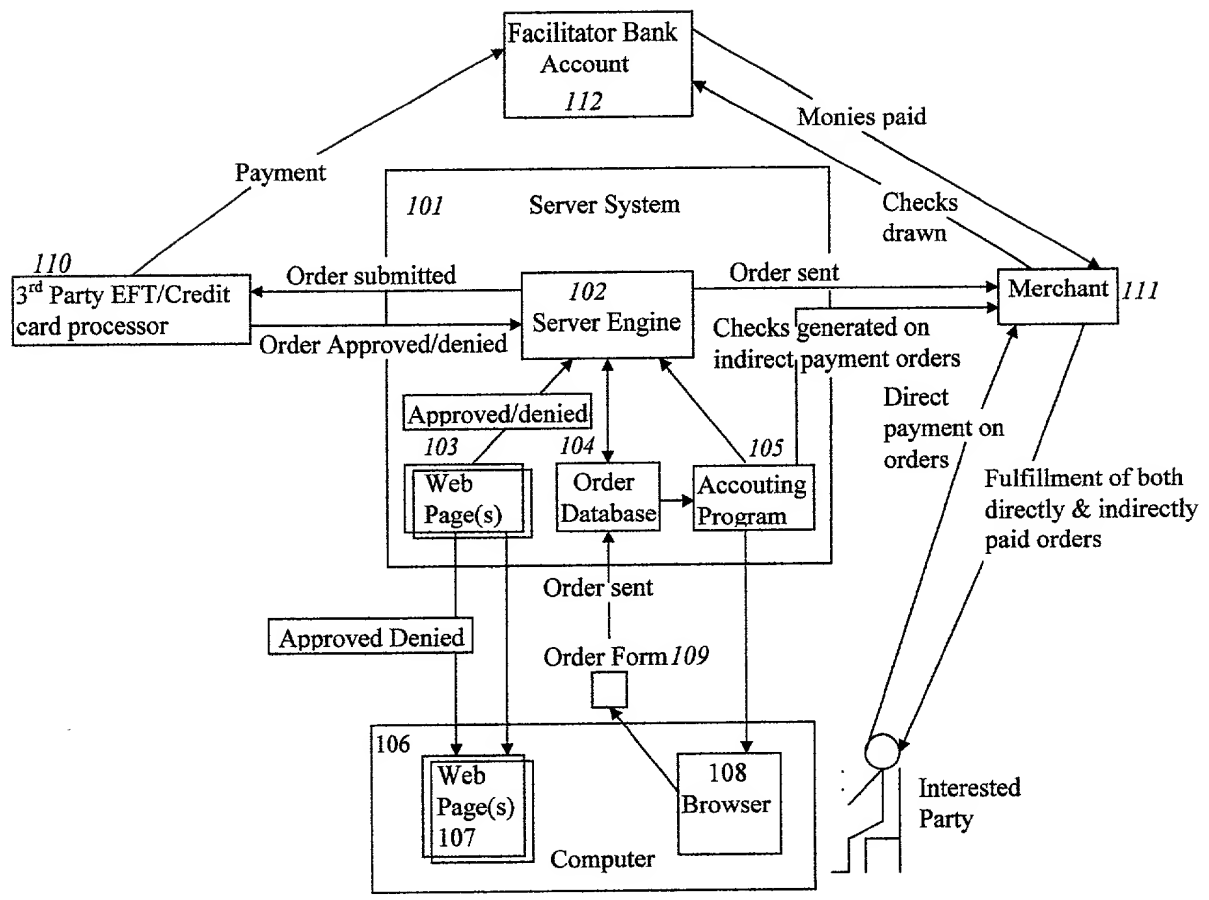 Facilitator Bank
Account
112
Monies paid
Payment
Checks
drawn
101 Server System
110
3rd Party EFT/Credit
card processor
Order submitted
Order Approved/denied
102
Server Engine
Order sent
Merchant 111
Checks generated on
indirect payment orders
Direct
payment on
orders
Fulfillment of both
directly & indirectly
paid orders
Approved/denied
103
Web
Page(s)
104
Order
Database
105
Accouting
Program
Order sent
Approved Denied
Order Form 109
106
Web
Page(s)
107
108
Browser
Computer
Interested
Party